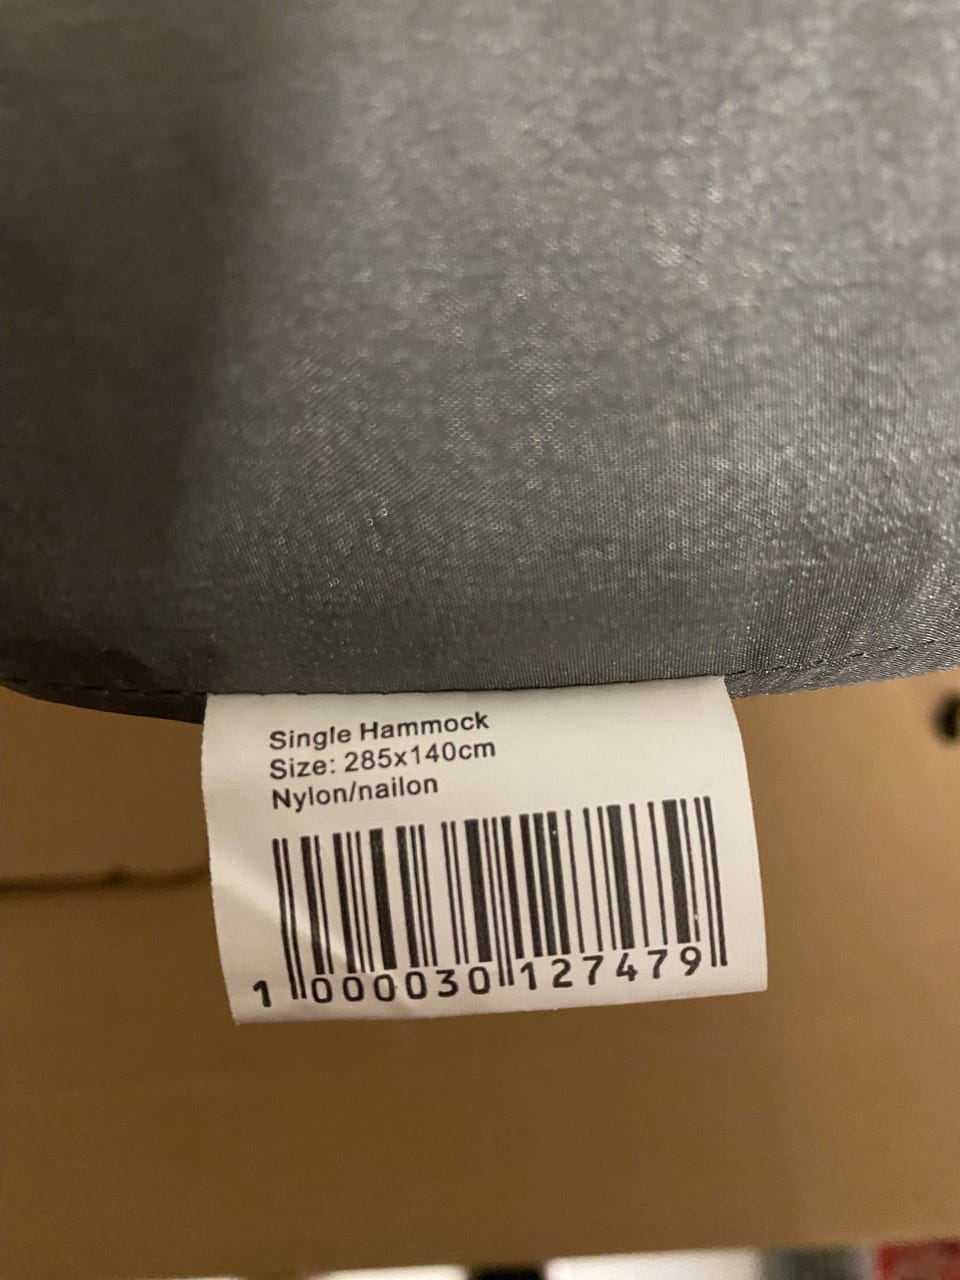 Single Hammock
Size: 285x140cm
Nylon/nailon
1 000030 127479